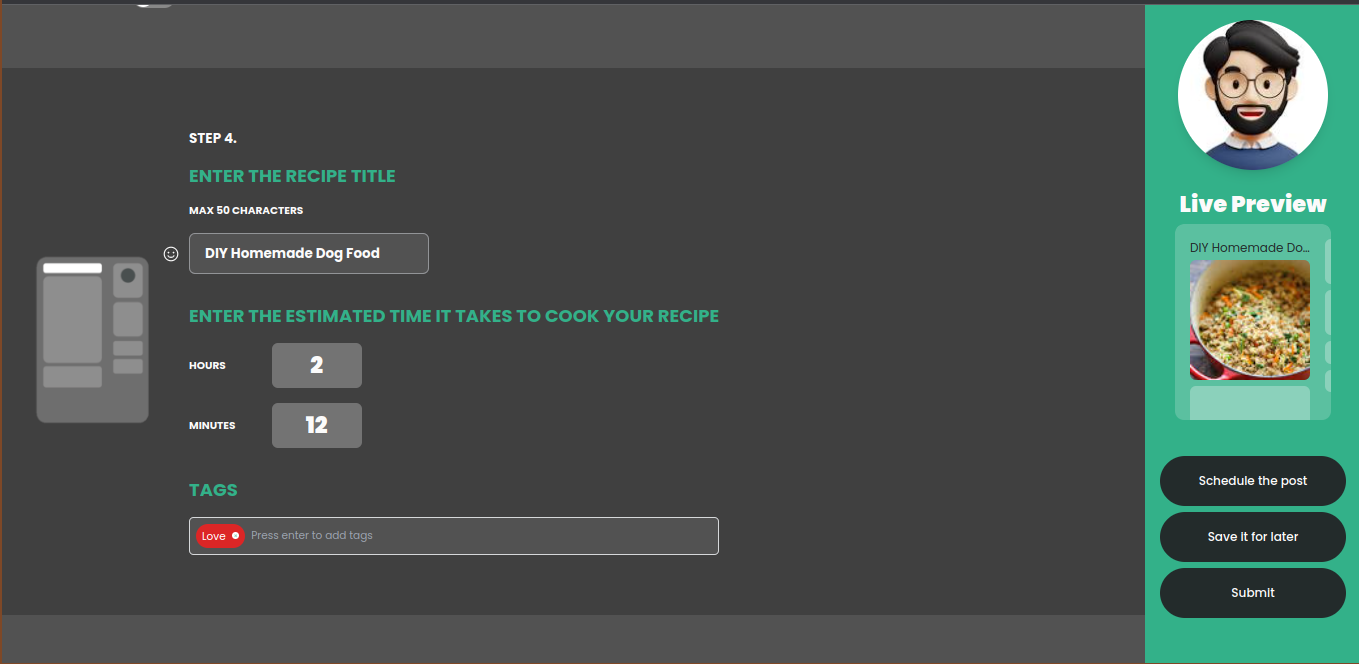 STEP 4.
ENTER THE RECIPE TITLE
MAX 50 CHARACTERS
DIY Homemade Dog Food
ENTER THE ESTIMATED TIME IT TAKES TO COOK YOUR RECIPE
HOURS
2
MINUTES
12
TAGS
Love
Press enter to add tags
Live Preview
DIY Homemade Do...
Schedule the post
Save it for later
Submit